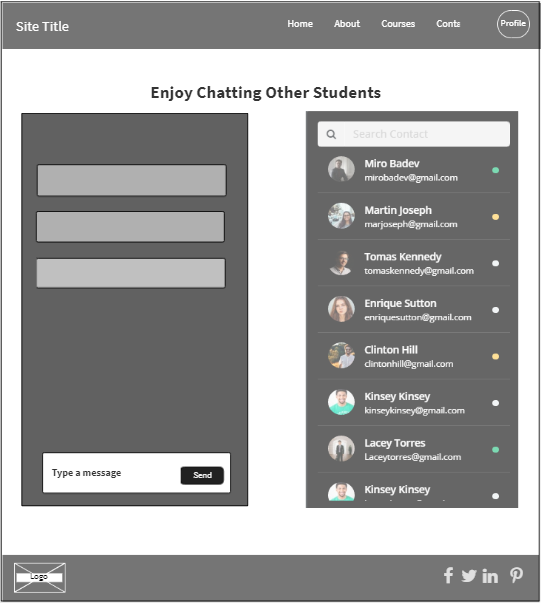 Site Title
Home About Courses Conts
Profile
Enjoy Chatting Other Students
Search Contact
Miro Badev
mirobadev@gmail.com
Martin Joseph
marjoseph@gmail.com
Tomas Kennedy
tomaskennedy@gmail.com
Enrique Sutton
enriquesutton@gmail.com
Clinton Hill
clintonhill@gmail.com
Kinsey Kinsey
kinseykinsey@gmail.com
Lacey Torres
Laceytorres@gmail.com
Kinsey Kinsey
Type a message
Send
Logo